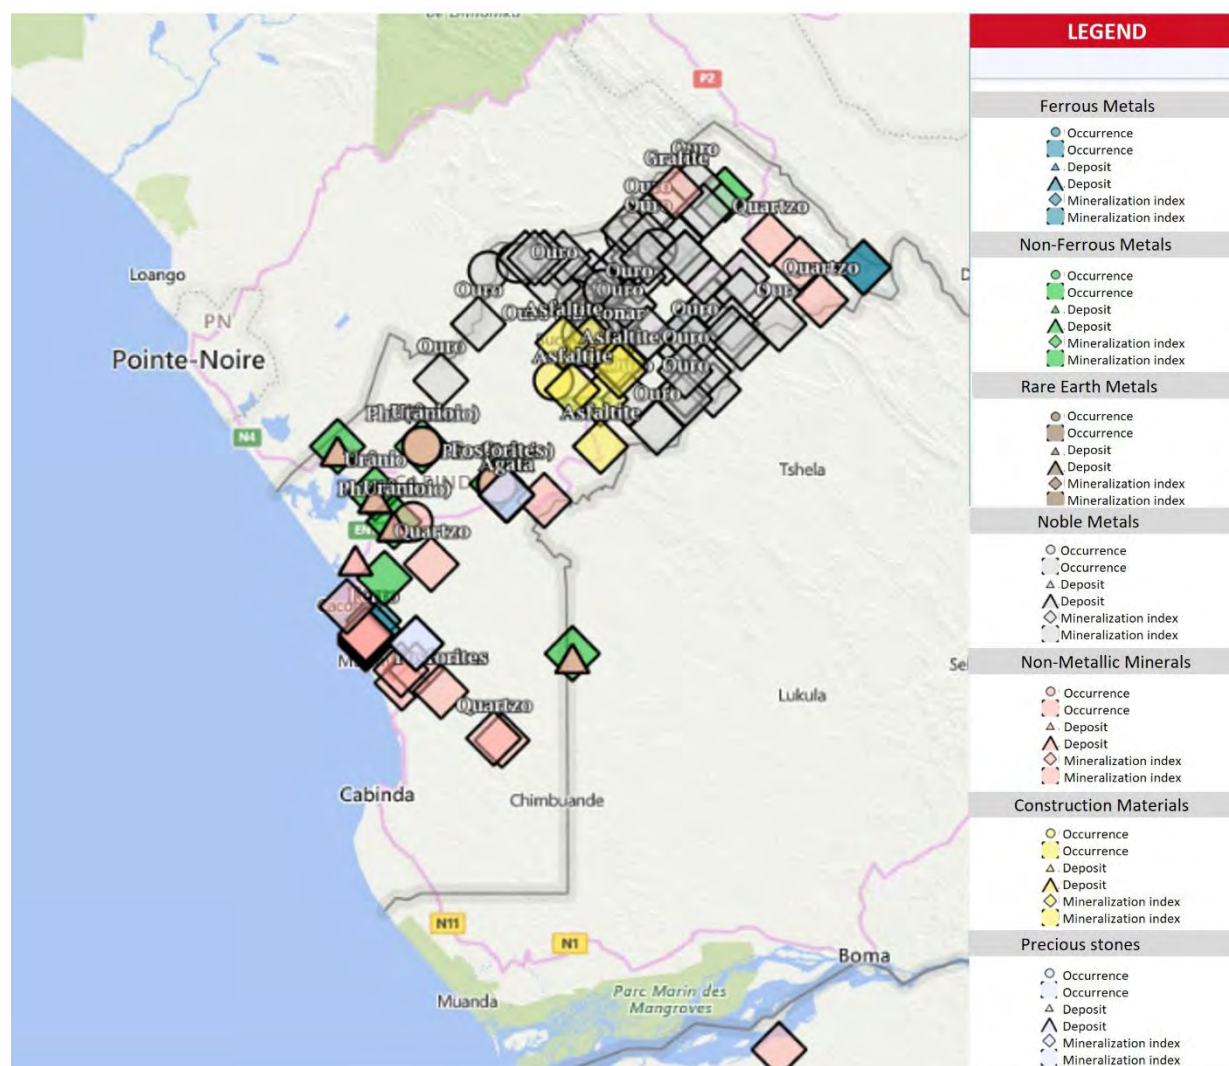 P2
Ouro
Grafite
Ouro
Ouro
Quartzo
Loango
Ouro
Quartzo
Ouro
Ouro
Ouro
PN
Asfaltite
Ouro
Pointe-Noire
Asfaltite
Ouro
Ouro
Asfaltite
Ouro
Ouro
Asfaltite
N4
Urânio
Fosforites)
Agata
Tshela
Quartzo
Lukula
Quartzo
Cabinda
Chimbuande
N11
N1
Boma
Muanda
Parc Marin des
Mangroves
LEGEND
Ferrous Metals
Occurrence
Occurrence
Deposit
Deposit
Mineralization index
Mineralization index
Non-Ferrous Metals
Occurrence
Occurrence
Deposit
Deposit
Mineralization index
Mineralization index
Rare Earth Metals
Occurrence
Occurrence
Deposit
Deposit
Mineralization index
Mineralization index
Noble Metals
Occurrence
Occurrence
Deposit
Deposit
Mineralization index
Mineralization index
Non-Metallic Minerals
Occurrence
Occurrence
Deposit
Deposit
Mineralization index
Mineralization index
Construction Materials
Occurrence
Occurrence
Deposit
Deposit
Mineralization index
Mineralization index
Precious stones
Occurrence
Occurrence
Deposit
Deposit
Mineralization index
Mineralization index